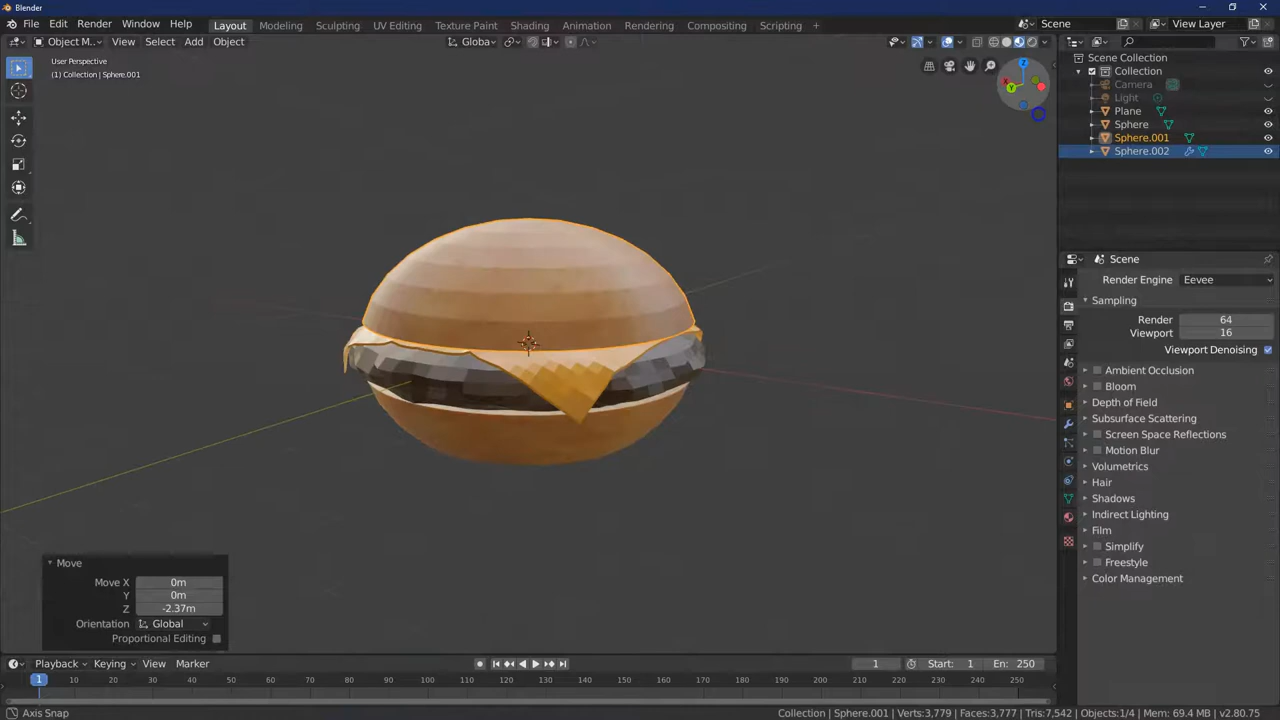 Blender
File Edit Render Window Help Layout Modeling Sculpting UV Editing Texture Paint Shading Animation Rendering Compositing Scripting + Scene View Layer
Object M... View Select Add Object Globa
User Perspective
(1) Collection | Sphere.001
Z
X
Y
Scene Collection
Collection
Camera
Light
Plane
Sphere
Sphere.001
Sphere.002
Scene
Render Engine Eevee
Sampling
Render 64
Viewport 16
Viewport Denoising
Ambient Occlusion
Bloom
Depth of Field
Subsurface Scattering
Screen Space Reflections
Motion Blur
Volumetrics
Hair
Shadows
Indirect Lighting
Film
Simplify
Freestyle
Color Management
Move
Move X 0m
Y 0m
Z -2.37m
Orientation Global
Proportional Editing
Playback Keying View Marker 1 Start: 1 En: 250
1 10 20 30 40 50 60 70 80 90 100 110 120 130 140 150 160 170 180 190 200 210 220 230 240 250
Axis Snap Collection | Sphere.001 | Verts:3,779 | Faces:3,777 | Tris:7,542 | Objects:1/4 | Mem: 69.4 MB | v2.80.75